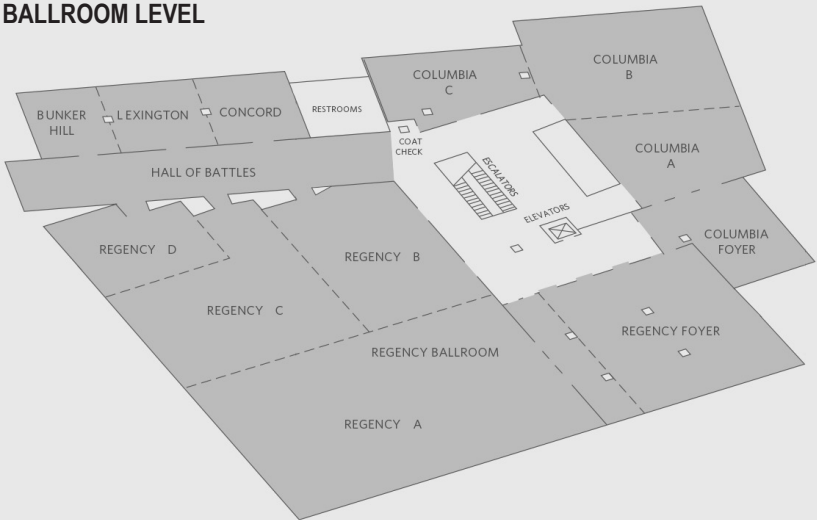 BALLROOM LEVEL
COLUMBIA
B
COLUMBIA
C
BUNKER
HILL
LEXINGTON
CONCORD
RESTROOMS
COAT
CHECK
COLUMBIA
A
HALL OF BATTLES
ESCALATORS
ELEVATORS
COLUMBIA
FOYER
REGENCY D
REGENCY B
REGENCY C
REGENCY FOYER
REGENCY BALLROOM
REGENCY A